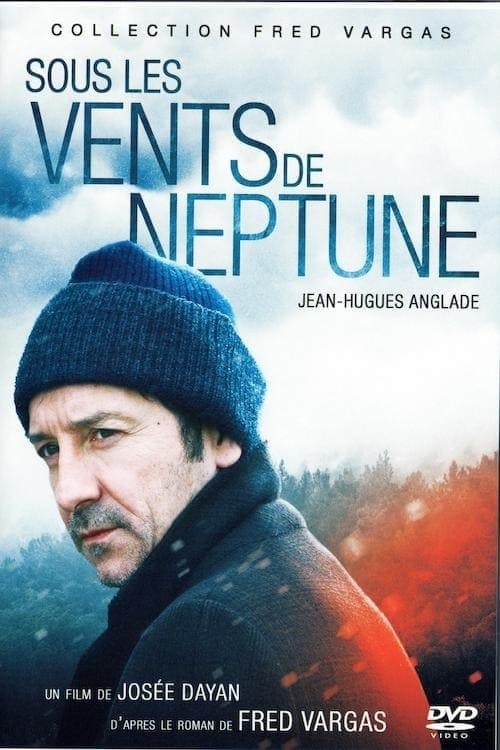 COLLECTION FRED VARGAS
SOUS LES
VENTS DE
NEPTUNE
JEAN-HUGUES ANGLADE
UN FILM DE JOSÉE DAYAN
D'APRES LE ROMAN DE FRED VARGAS
DVD
VIDEO